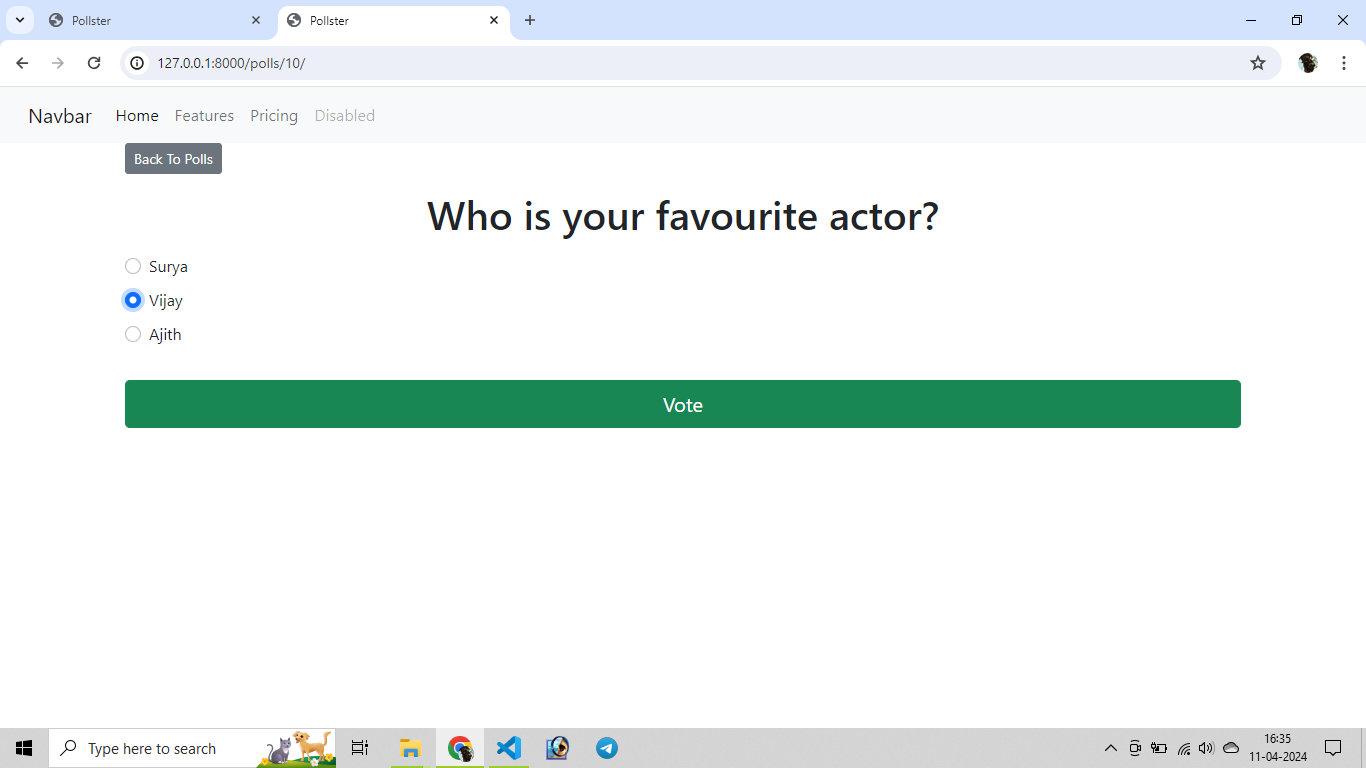 Pollster
Pollster
127.0.0.1:8000/polls/10/
Navbar Home Features Pricing Disabled
Back To Polls
Who is your favourite actor?
Surya
Vijay
Ajith
Vote
Type here to search
16:35
11-04-2024